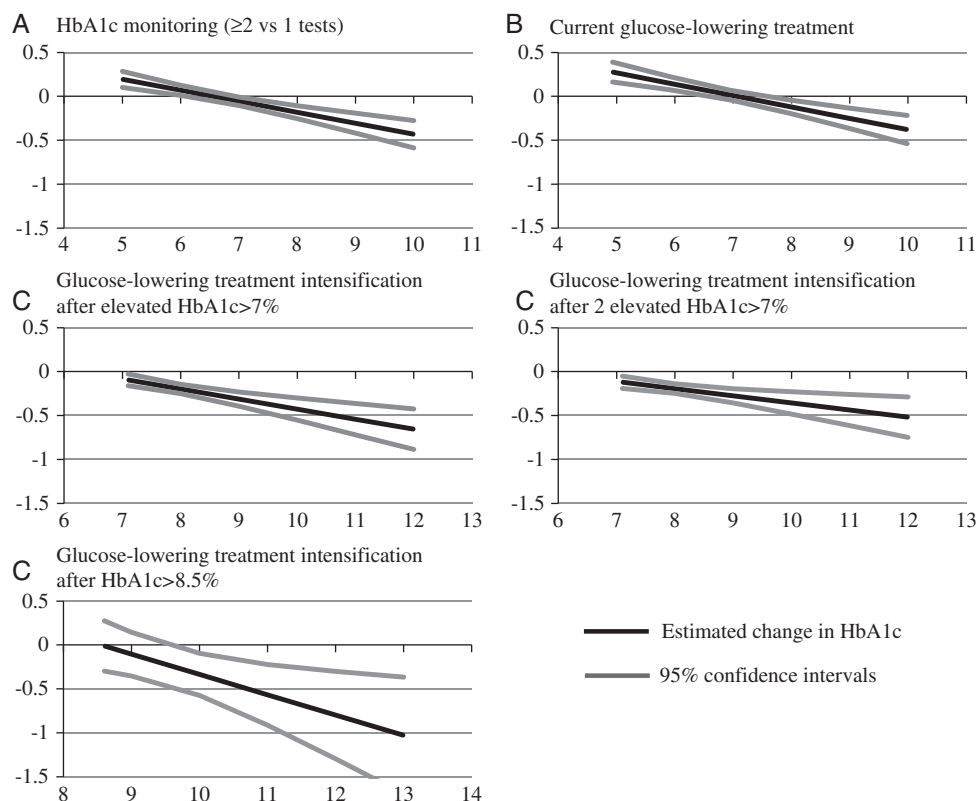 A HbA1c monitoring (≥2 vs 1 tests)
0.5
0
-0.5
-1
-1.5
4 5 6 7 8 9 10 11
B Current glucose-lowering treatment
0.5
0
-0.5
-1
-1.5
4 5 6 7 8 9 10 11
C Glucose-lowering treatment intensification
after elevated HbA1c>7%
0.5
0
-0.5
-1
-1.5
6 7 8 9 10 11 12 13
C Glucose-lowering treatment intensification
after 2 elevated HbA1c>7%
0.5
0
-0.5
-1
-1.5
6 7 8 9 10 11 12 13
C Glucose-lowering treatment intensification
after HbA1c>8.5%
0.5
0
-0.5
-1
-1.5
8 9 10 11 12 13 14
Estimated change in HbA1c
95% confidence intervals